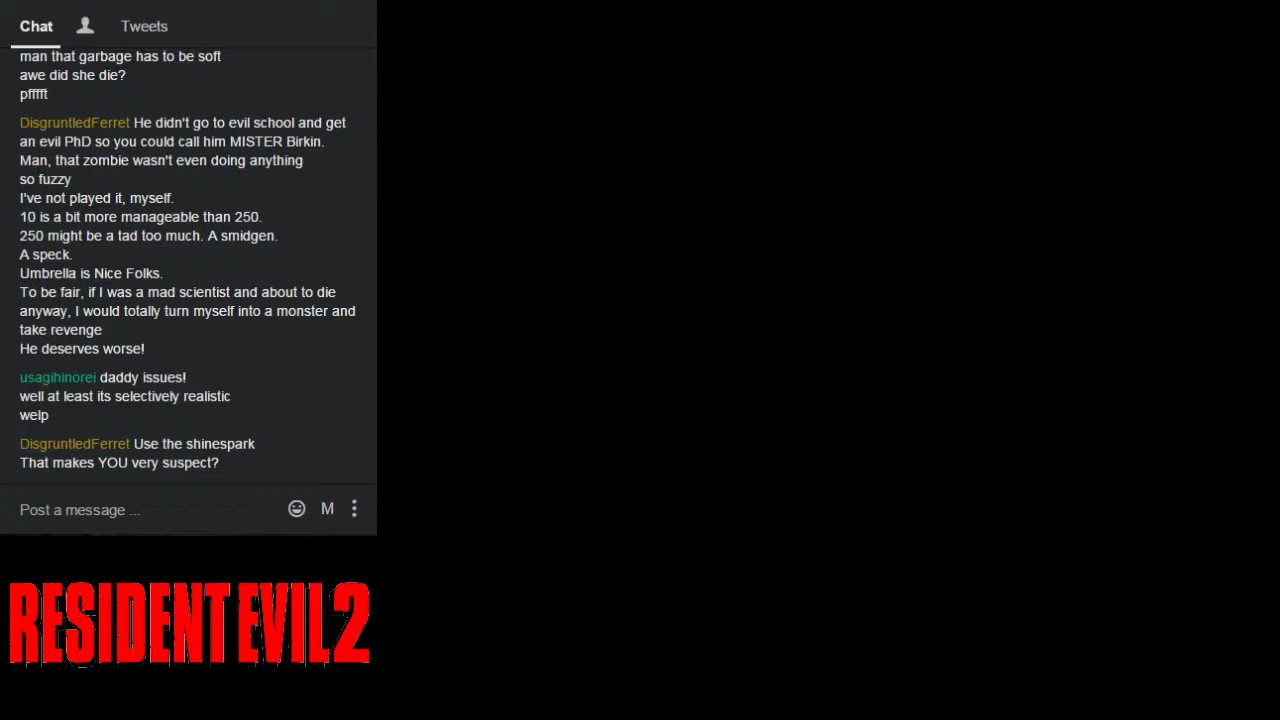 Chat
Tweets
man that garbage has to be soft
awe did she die?
pfffft
DisgruntledFerret He didn't go to evil school and get
an evil PhD so you could call him MISTER Birkin.
Man, that zombie wasn't even doing anything
so fuzzy
I've not played it, myself.
10 is a bit more manageable than 250.
250 might be a tad too much. A smidgen.
A speck.
Umbrella is Nice Folks.
To be fair, if I was a mad scientist and about to die
anyway, I would totally turn myself into a monster and
take revenge
He deserves worse!
usagihinorei daddy issues!
well at least its selectively realistic
welp
DisgruntledFerret Use the shinespark
That makes YOU very suspect?
Post a message ...
M
RESIDENT EVIL 2